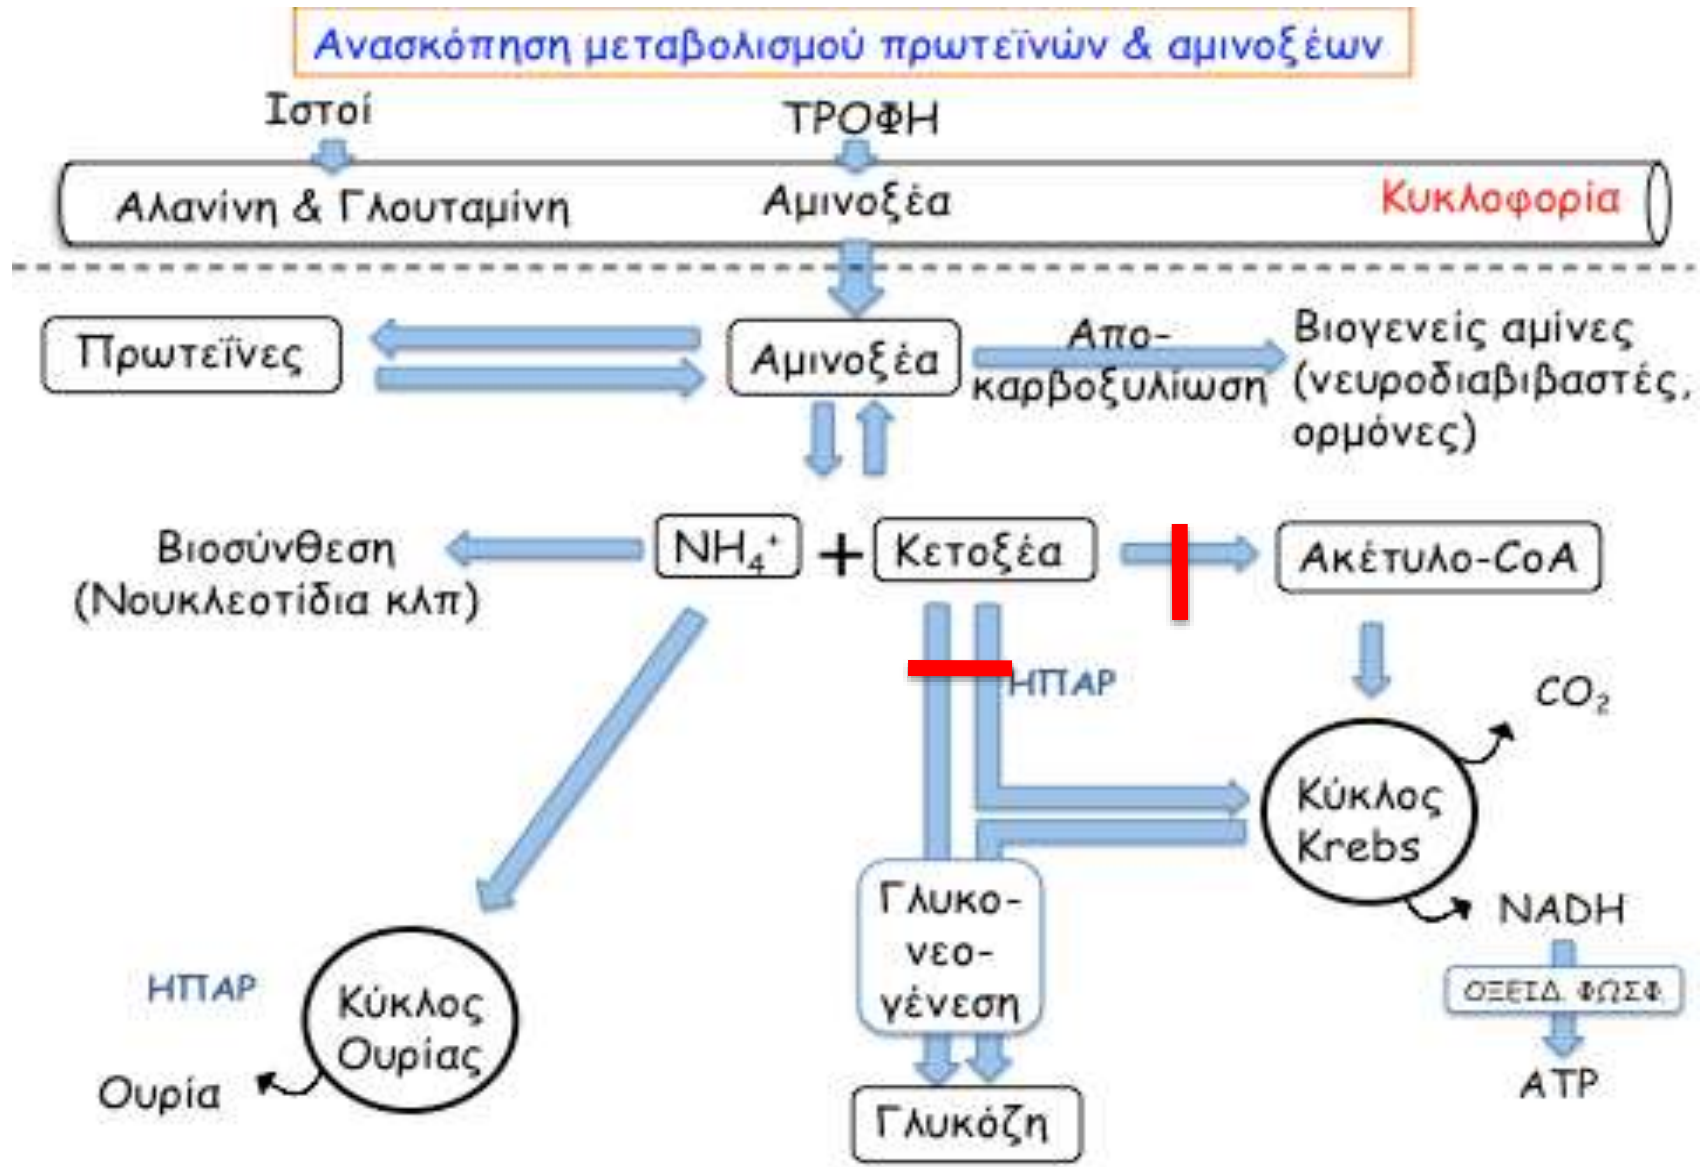 Ανασκόπηση μεταβολισμού πρωτεϊνών & αμινοξέων
Ιστοί
ΤΡΟΦΗ
Αλανίνη & Γλουταμίνη
Αμινοξέα
Κυκλοφορία
Πρωτεΐνες
Αμινοξέα
Απο-
καρβοξυλίωση
Βιογενείς αμίνες
(νευροδιαβιβαστές,
ορμόνες)
Βιοσύνθεση
(Νουκλεοτίδια κλπ)
NH₄⁺
+
Κετοξέα
Ακέτυλο-CoA
ΗΠΑΡ
CO₂
Κύκλος
Krebs
Γλυκο-
νεο-
γένεση
NADH
ΟΞΕΙΔ. ΦΩΣΦ.
ATP
ΗΠΑΡ
Κύκλος
Ουρίας
Ουρία
Γλυκόζη